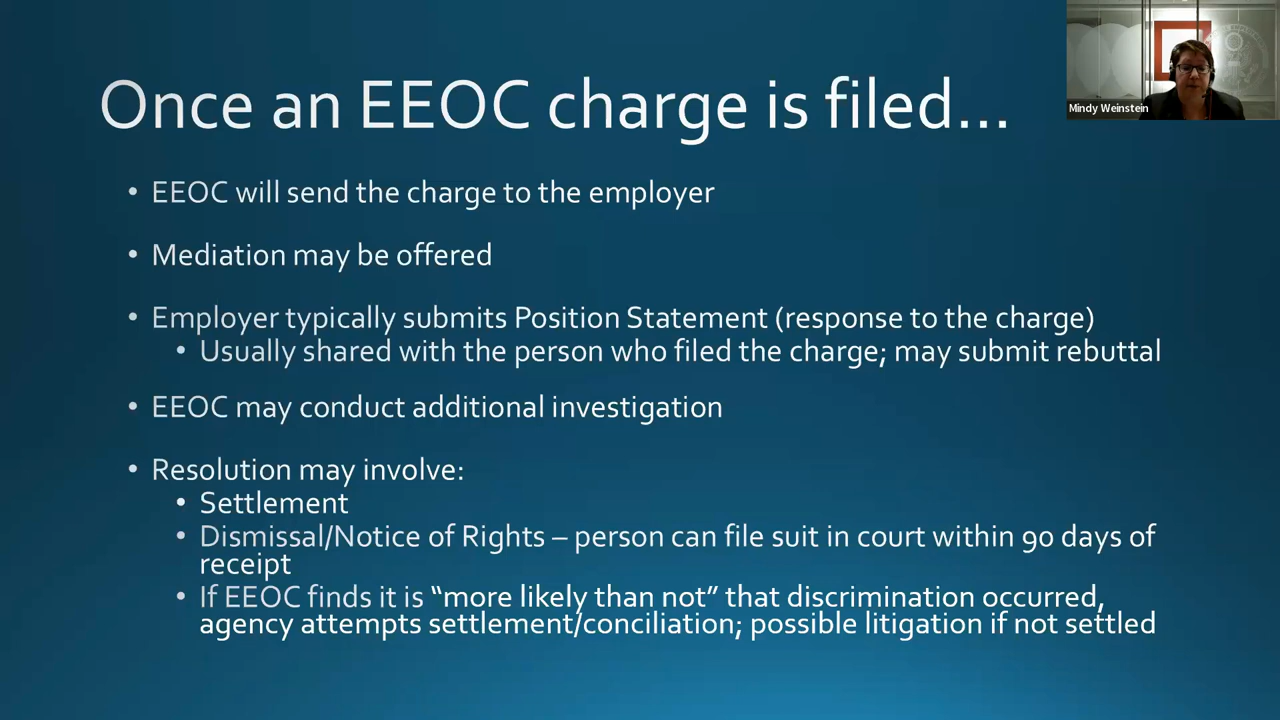 Once an EEOC charge is filed...
Mindy Weinstein
• EEOC will send the charge to the employer
• Mediation may be offered
• Employer typically submits Position Statement (response to the charge)
• Usually shared with the person who filed the charge; may submit rebuttal
• EEOC may conduct additional investigation
• Resolution may involve:
• Settlement
• Dismissal/Notice of Rights – person can file suit in court within 90 days of
receipt
• If EEOC finds it is “more likely than not” that discrimination occurred,
agency attempts settlement/conciliation; possible litigation if not settled